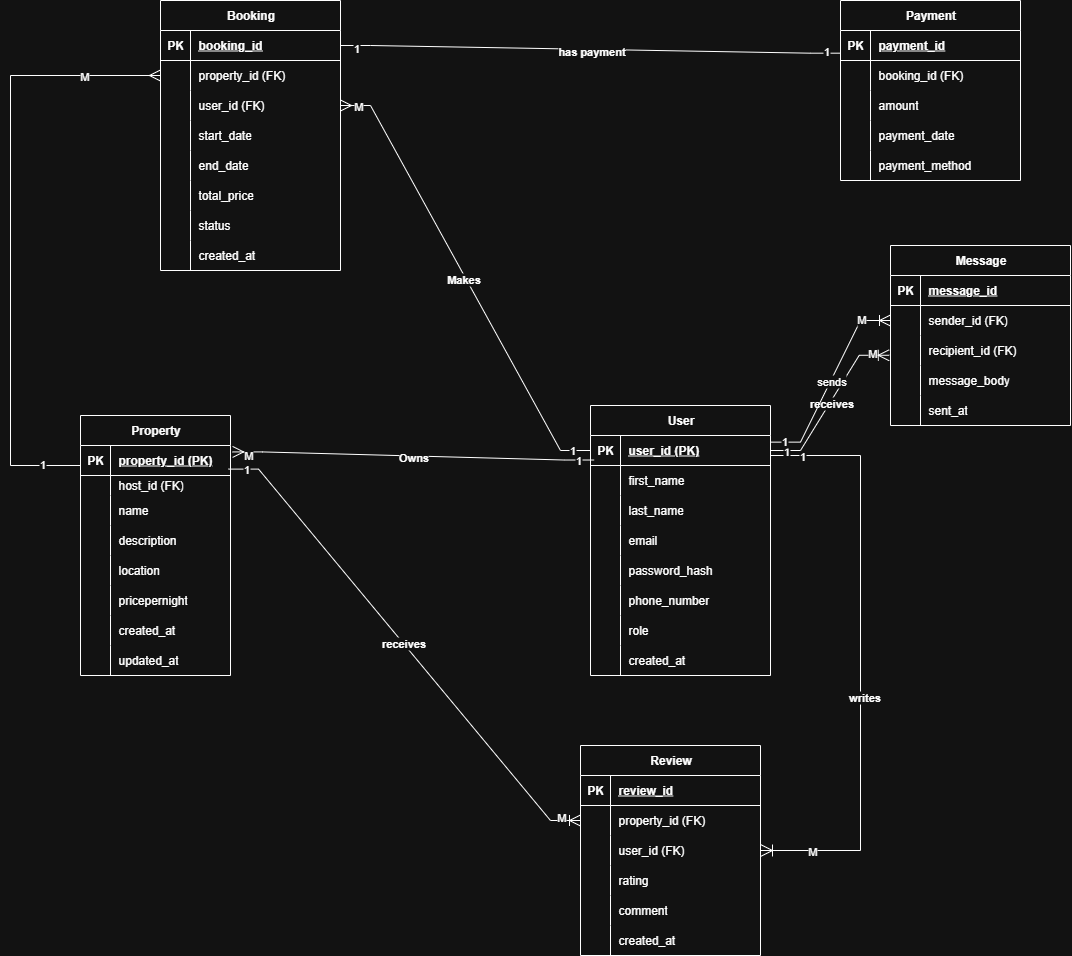 Booking
PK booking_id
property_id (FK)
user_id (FK)
start_date
end_date
total_price
status
created_at
Payment
PK payment_id
booking_id (FK)
amount
payment_date
payment_method
1 has payment 1
M
1
M
Makes
1
Message
PK message_id
sender_id (FK)
recipient_id (FK)
message_body
sent_at
M
M
sends
receives
1
1
1
Property
PK property_id (PK)
host_id (FK)
name
description
location
pricepernight
created_at
updated_at
M Owns 1
User
PK user_id (PK)
first_name
last_name
email
password_hash
phone_number
role
created_at
1
receives
M
writes
M
Review
PK review_id
property_id (FK)
user_id (FK)
rating
comment
created_at